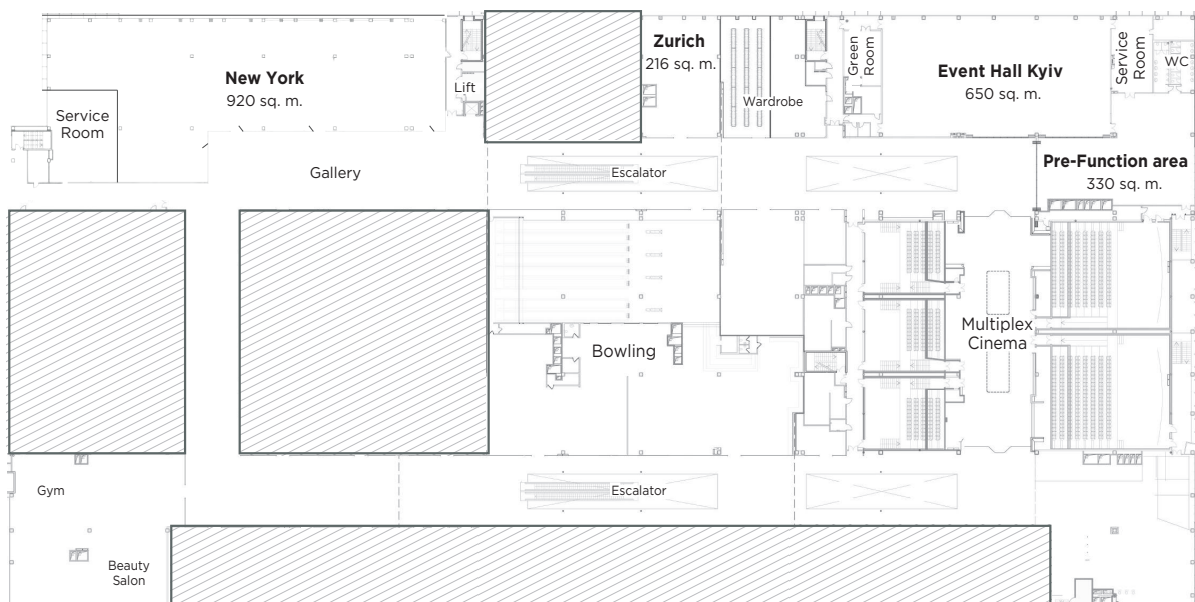 New York
920 sq. m.
Service
Room
Lift
Zurich
216 sq. m.
Wardrobe
Green
Room
Event Hall Kyiv
650 sq. m.
Service
Room
WC
Gallery
Escalator
Pre-Function area
330 sq. m.
Bowling
Multiplex
Cinema
Gym
Escalator
Beauty
Salon